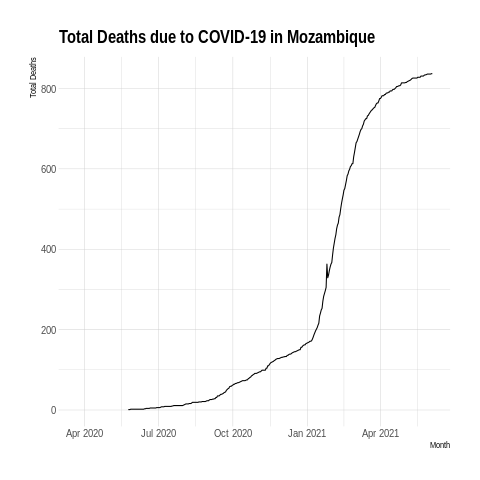 Total Deaths due to COVID-19 in Mozambique
Total Deaths
800
600
400
200
0
Apr 2020 Jul 2020 Oct 2020 Jan 2021 Apr 2021
Month